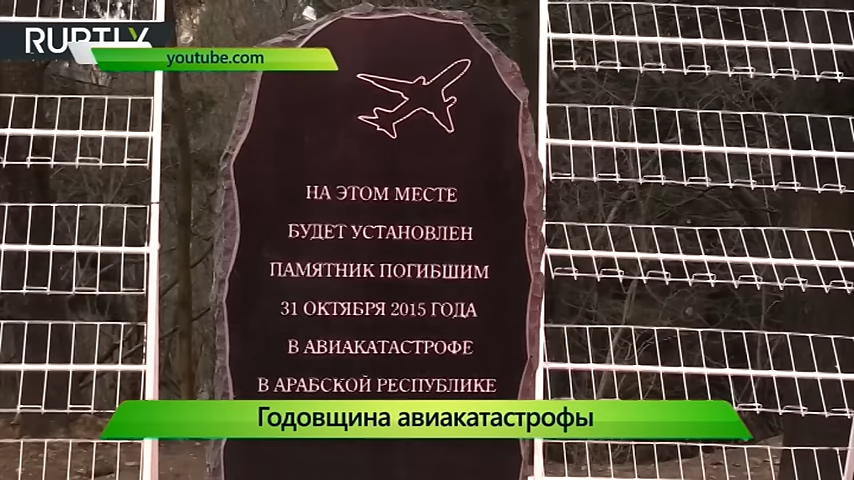 RUPTLY
youtube.com
НА ЭТОМ МЕСТЕ
БУДЕТ УСТАНОВЛЕН
ПАМЯТНИК ПОГИБШИМ
31 ОКТЯБРЯ 2015 ГОДА
В АВИАКАТАСТРОФЕ
В АРАБСКОЙ РЕСПУБЛИКЕ
Годовщина авиакатастрофы